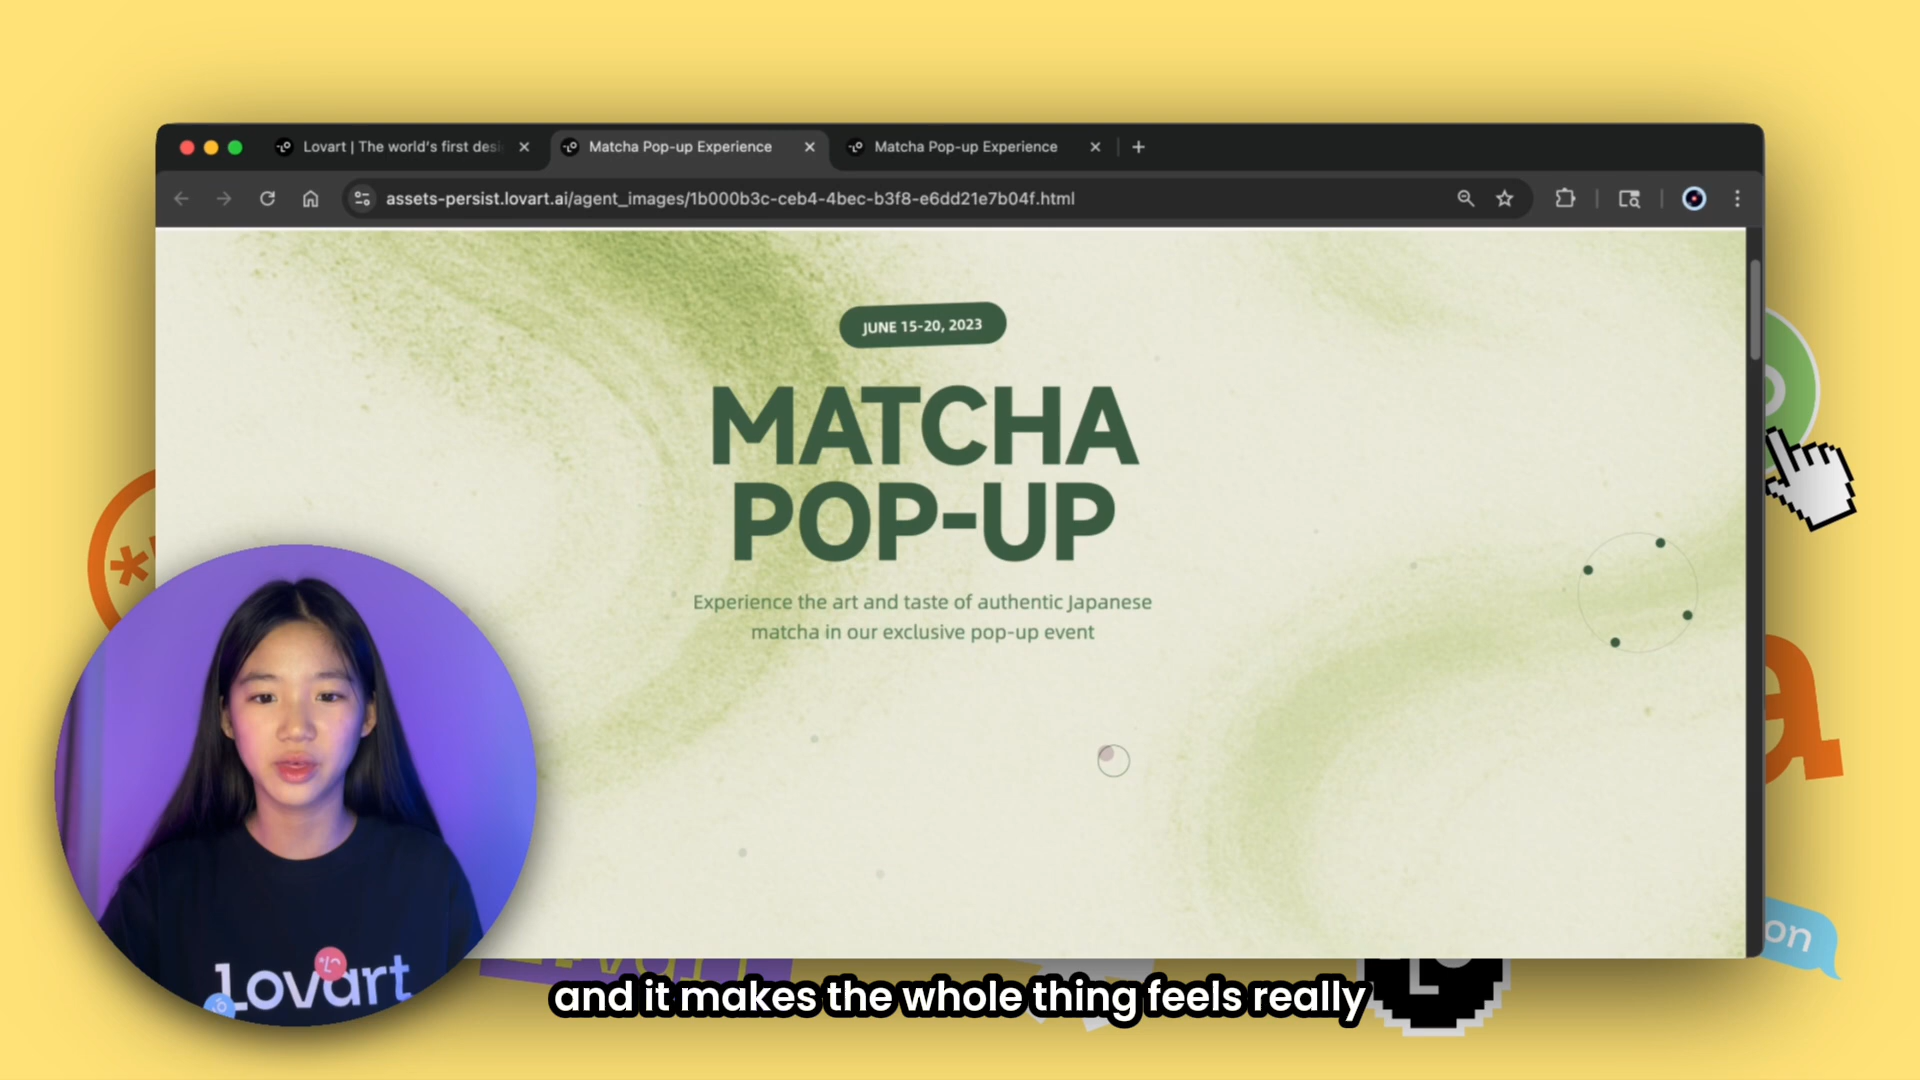 Lovart | The world's first desi
Matcha Pop-up Experience
Matcha Pop-up Experience
assets-persist.lovart.ai/agent_images/1b000b3c-ceb4-4bec-b3f8-e6dd21e7b04f.html
JUNE 15-20, 2023
MATCHA
POP-UP
Experience the art and taste of authentic Japanese
matcha in our exclusive pop-up event
a
on
Lovart
and it makes the whole thing feels really